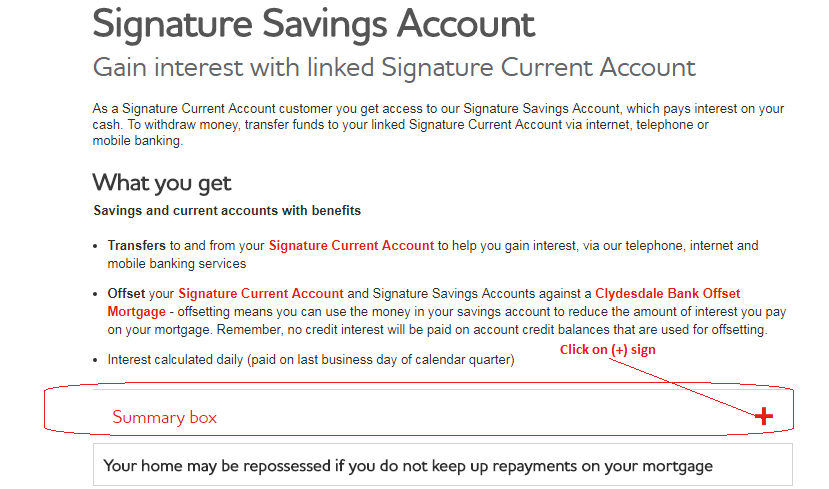 Signature Savings Account
Gain interest with linked Signature Current Account
As a Signature Current Account customer you get access to our Signature Savings Account, which pays interest on your
cash. To withdraw money, transfer funds to your linked Signature Current Account via internet, telephone or
mobile banking.
What you get
Savings and current accounts with benefits
• Transfers to and from your Signature Current Account to help you gain interest, via our telephone, internet and
mobile banking services
• Offset your Signature Current Account and Signature Savings Accounts against a Clydesdale Bank Offset
Mortgage - offsetting means you can use the money in your savings account to reduce the amount of interest you pay
on your mortgage. Remember, no credit interest will be paid on account credit balances that are used for offsetting.
• Interest calculated daily (paid on last business day of calendar quarter)
Click on (+) sign
Summary box +
Your home may be repossessed if you do not keep up repayments on your mortgage